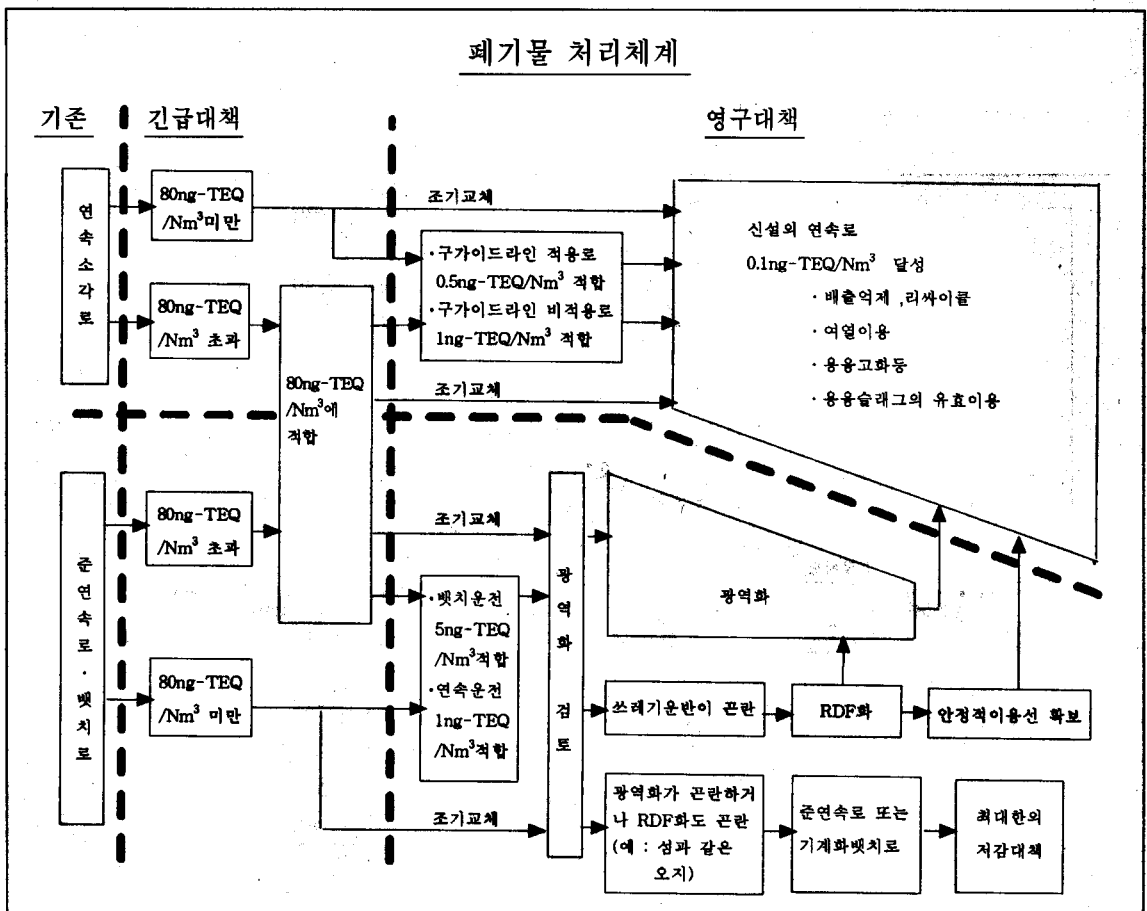 폐기물 처리체계
기존
긴급대책
영구대책
연속소각로
80ng-TEQ
/Nm³미만
80ng-TEQ
/Nm³ 초과
80ng-TEQ
/Nm³에
적합
조기교체
·구가이드라인 적용로
0.5ng-TEQ/Nm³ 적합
·구가이드라인 비적용로
1ng-TEQ/Nm³ 적합
조기교체
신설의 연속로
0.1ng-TEQ/Nm³ 달성
·배출억제 ,리싸이클
·여열이용
·용융고화등
·용융슬래그의 유효이용
준연속로·뱃치로
80ng-TEQ
/Nm³ 초과
80ng-TEQ
/Nm³ 미만
조기교체
·뱃치운전
5ng-TEQ
/Nm³적합
·연속운전
1ng-TEQ
/Nm³적합
조기교체
광역화 검토
광역화
쓰레기운반이 곤란
RDF화
안정적이용선 확보
광역화가 곤란하거
나 RDF화도 곤란
(예 : 섬과 같은
오지)
준연속로 또는
기계화뱃치로
최대한의
저감대책